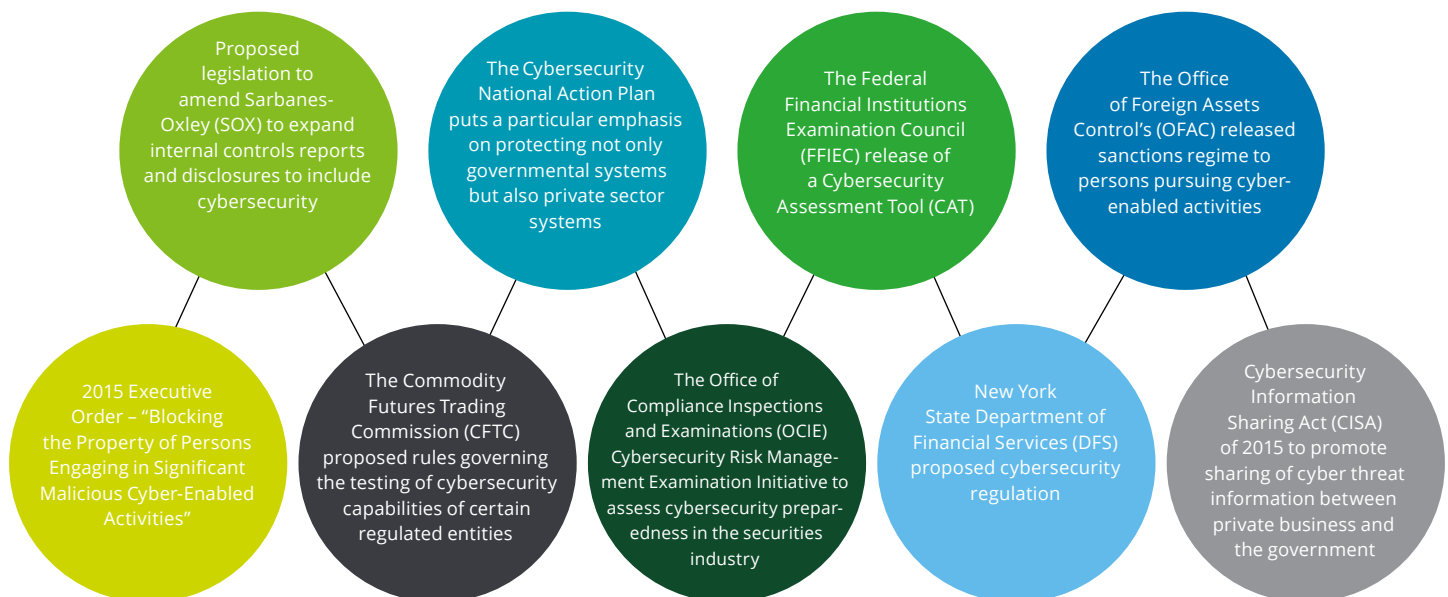 Proposed
legislation to
amend Sarbanes-
Oxley (SOX) to expand
internal controls reports
and disclosures to include
cybersecurity
The Cybersecurity
National Action Plan
puts a particular emphasis
on protecting not only
governmental systems
but also private sector
systems
The Federal
Financial Institutions
Examination Council
(FFIEC) release of
a Cybersecurity
Assessment Tool (CAT)
The Office
of Foreign Assets
Control's (OFAC) released
sanctions regime to
persons pursuing cyber-
enabled activities
2015 Executive
Order – “Blocking
the Property of Persons
Engaging in Significant
Malicious Cyber-Enabled
Activities”
The Commodity
Futures Trading
Commission (CFTC)
proposed rules governing
the testing of cybersecurity
capabilities of certain
regulated entities
The Office of
Compliance Inspections
and Examinations (OCIE)
Cybersecurity Risk Manage-
ment Examination Initiative to
assess cybersecurity prepar-
edness in the securities
industry
New York
State Department of
Financial Services (DFS)
proposed cybersecurity
regulation
Cybersecurity
Information
Sharing Act (CISA)
of 2015 to promote
sharing of cyber threat
information between
private business and
the government